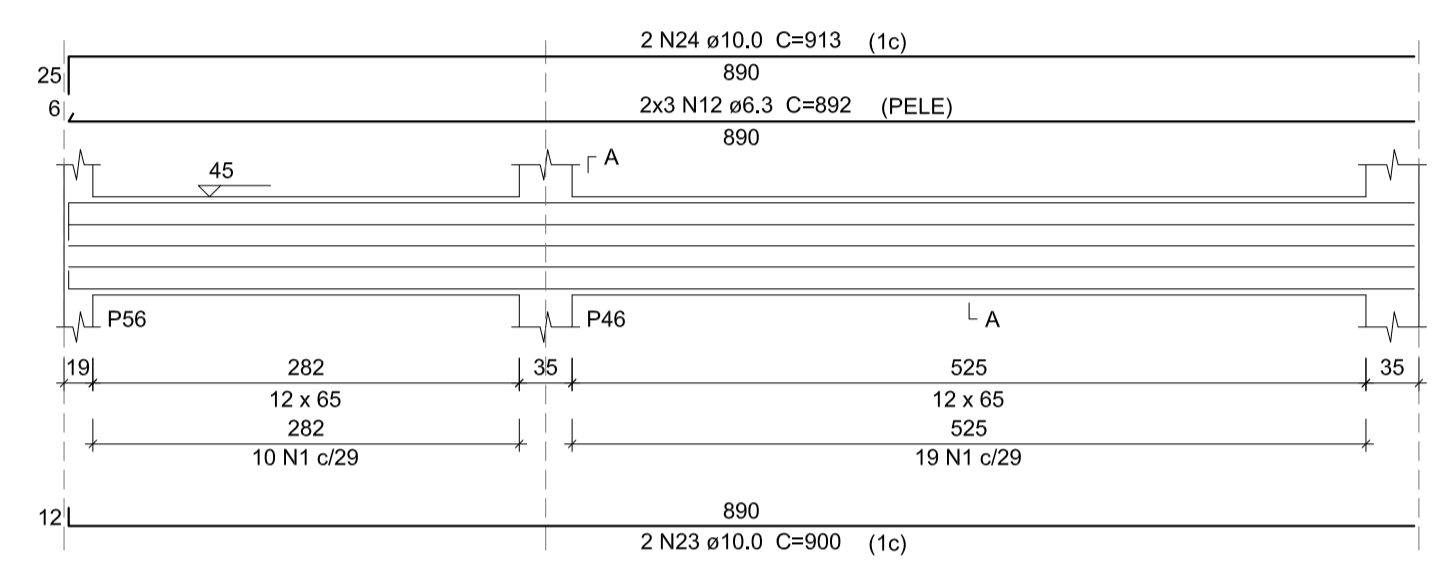 2 N24 ø10.0 C=913 (1c)
25
890
6
2x3 N12 ø6.3 C=892 (PELE)
890
45
A
P56
P46
A
19
282
35
525
35
12 x 65
12 x 65
282
525
10 N1 c/29
19 N1 c/29
12
890
2 N23 ø10.0 C=900 (1c)